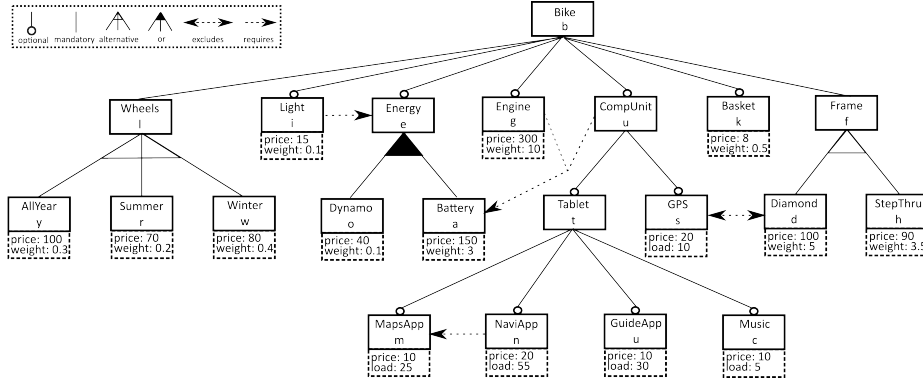 optional mandatory alternative or excludes requires
Bike
b
Wheels
l
Light
i
price: 15
weight: 0.1
Energy
e
Engine
g
price: 300
weight: 10
CompUnit
u
Basket
k
price: 8
weight: 0.5
Frame
f
AllYear
y
price: 100
weight: 0.3
Summer
r
price: 70
weight: 0.2
Winter
w
price: 80
weight: 0.4
Dynamo
o
price: 40
weight: 0.1
Battery
a
price: 150
weight: 3
Tablet
t
GPS
s
price: 20
load: 10
Diamond
d
price: 100
weight: 5
StepThru
h
price: 90
weight: 3.5
MapsApp
m
price: 10
load: 25
NaviApp
n
price: 20
load: 55
GuideApp
u
price: 10
load: 30
Music
c
price: 10
load: 5